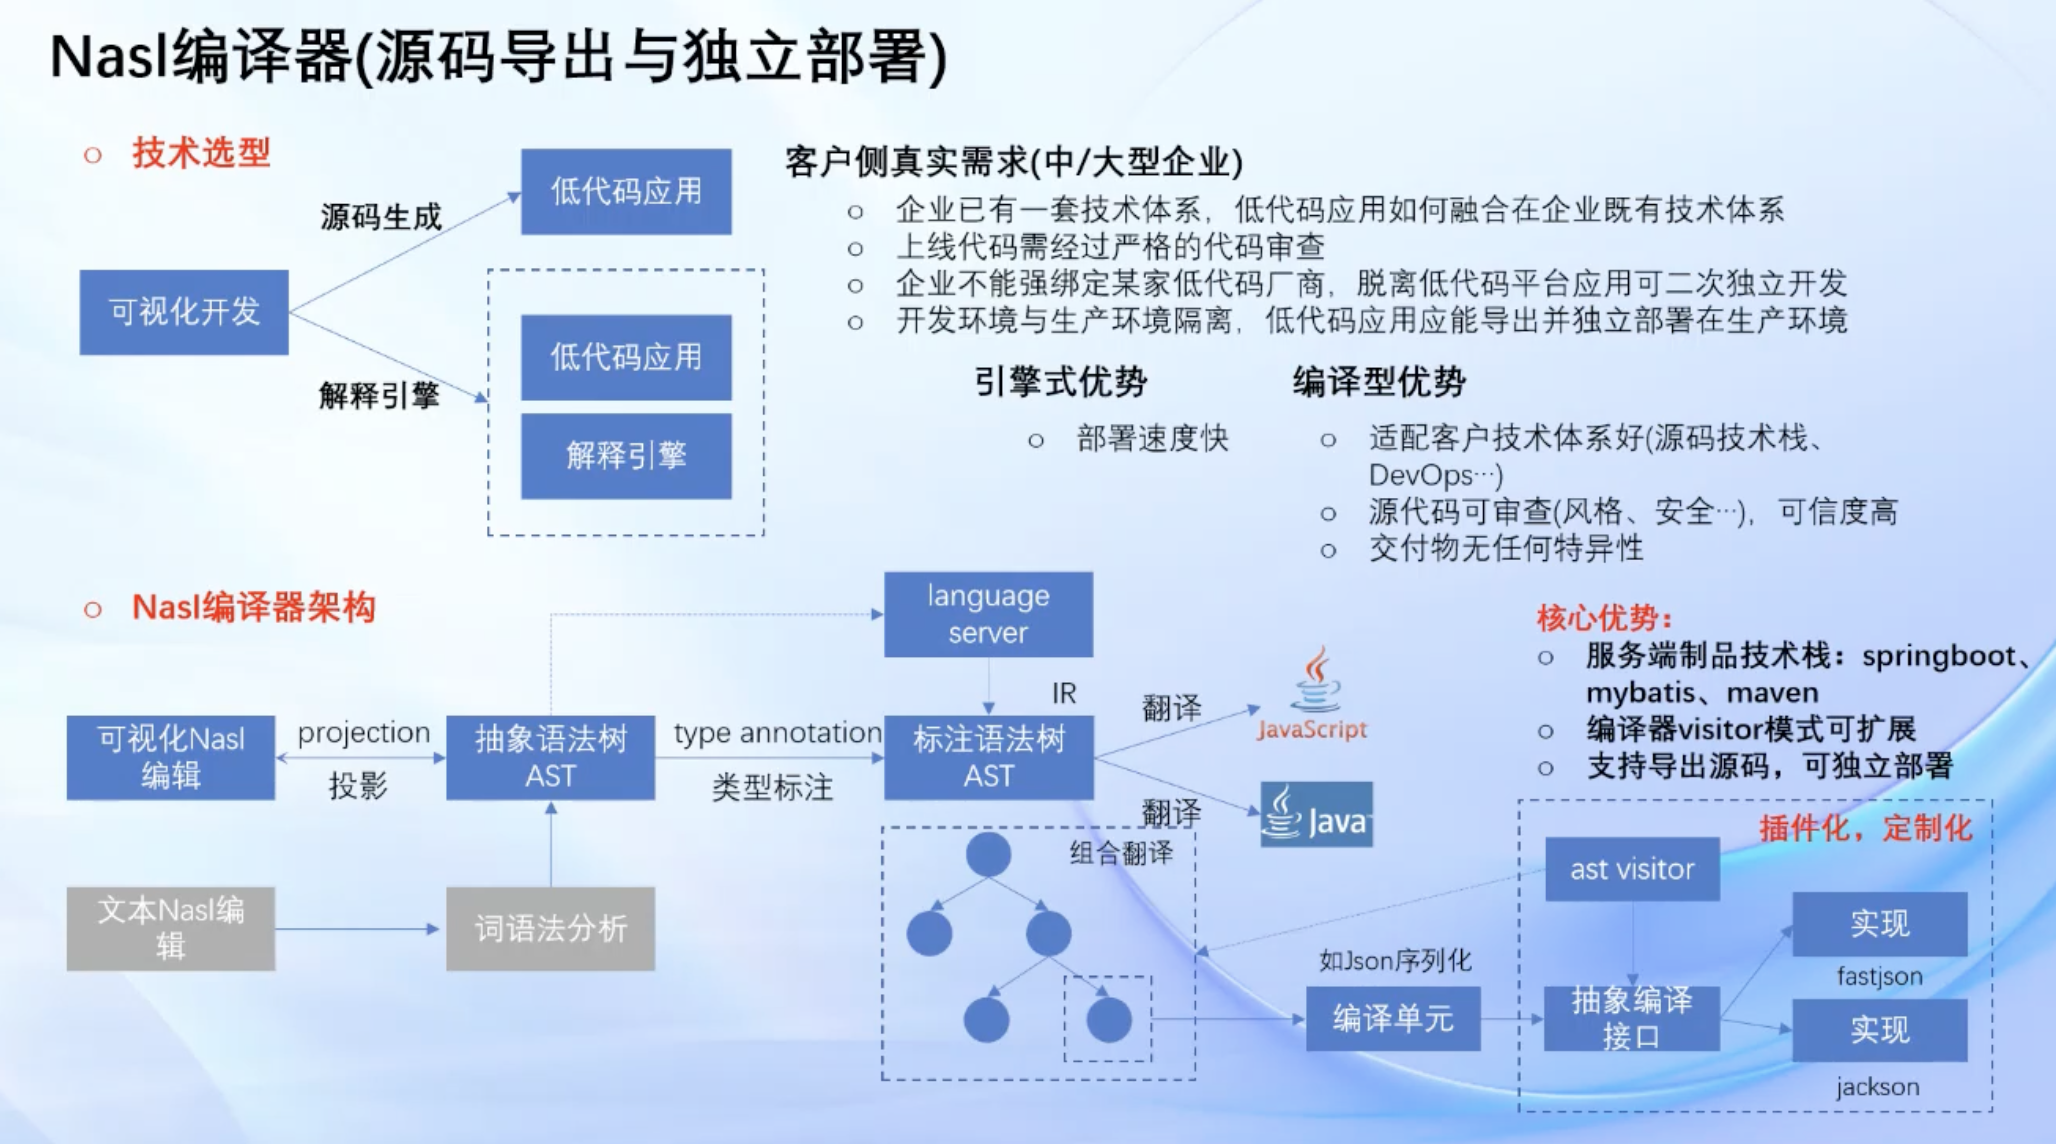 Nasl编译器(源码导出与独立部署)
○ 技术选型
源码生成
低代码应用
可视化开发
解释引擎
低代码应用
解释引擎
客户侧真实需求(中/大型企业)
○ 企业已有一套技术体系，低代码应用如何融合在企业既有技术体系
○ 上线代码需经过严格的代码审查
○ 企业不能强绑定某家低代码厂商，脱离低代码平台应用可二次独立开发
○ 开发环境与生产环境隔离，低代码应用应能导出并独立部署在生产环境
引擎式优势
○ 部署速度快
编译型优势
○ 适配客户技术体系好(源码技术栈、
DevOps…)
○ 源代码可审查(风格、安全…)，可信度高
○ 交付物无任何特异性
○ Nasl编译器架构
language
server
IR
可视化Nasl
编辑
projection
投影
抽象语法树
AST
type annotation
类型标注
标注语法树
AST
翻译
JavaScript
翻译
Java
文本Nasl编
辑
词语法分析
组合翻译
核心优势：
○ 服务端制品技术栈：springboot、
mybatis、maven
○ 编译器visitor模式可扩展
○ 支持导出源码，可独立部署
插件化，定制化
ast visitor
如Json序列化
编译单元
抽象编译
接口
实现
fastjson
实现
jackson